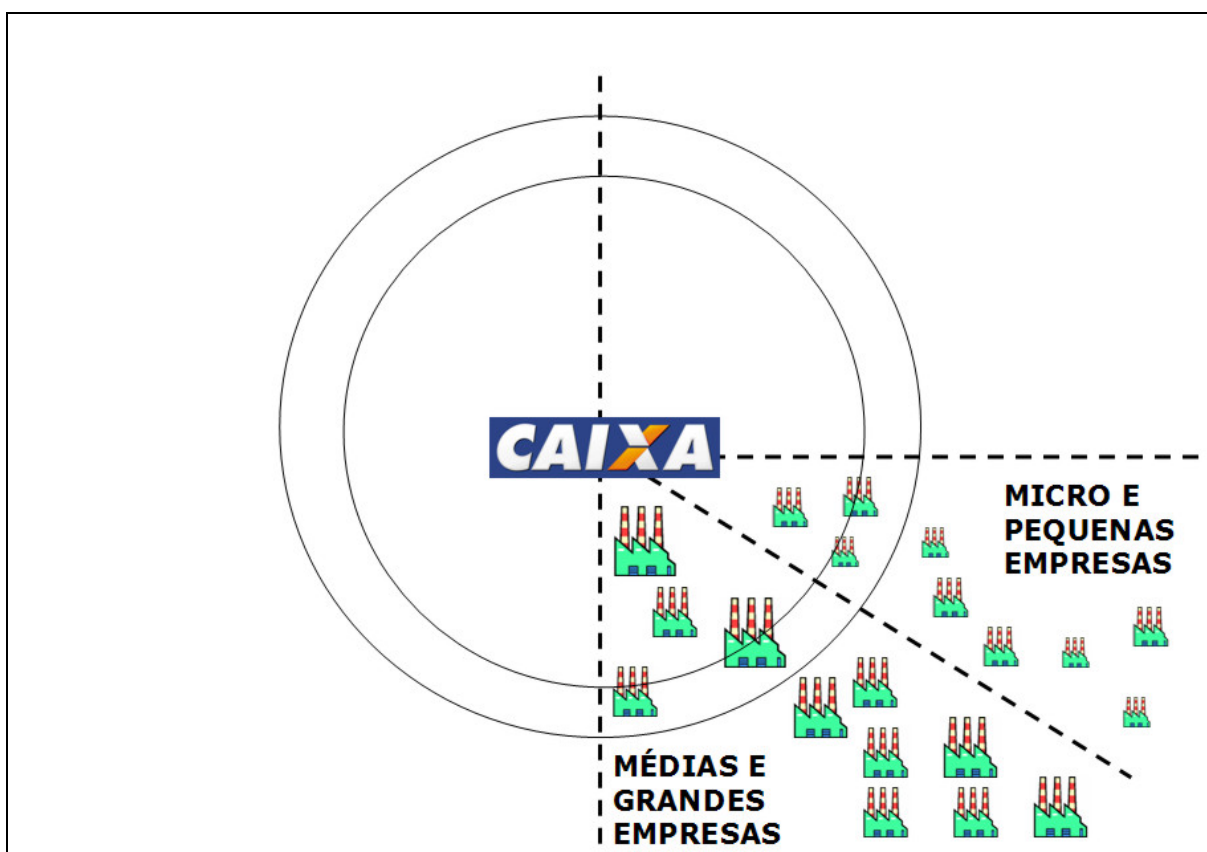 CAIXA
MICRO E
PEQUENAS
EMPRESAS
MÉDIAS E
GRANDES
EMPRESAS